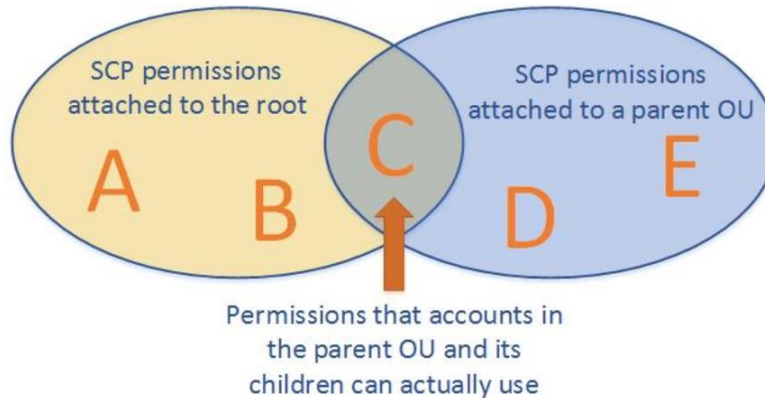 SCP permissions
attached to the root
SCP permissions
attached to a parent OU
A
B
C
D
E
Permissions that accounts in
the parent OU and its
children can actually use